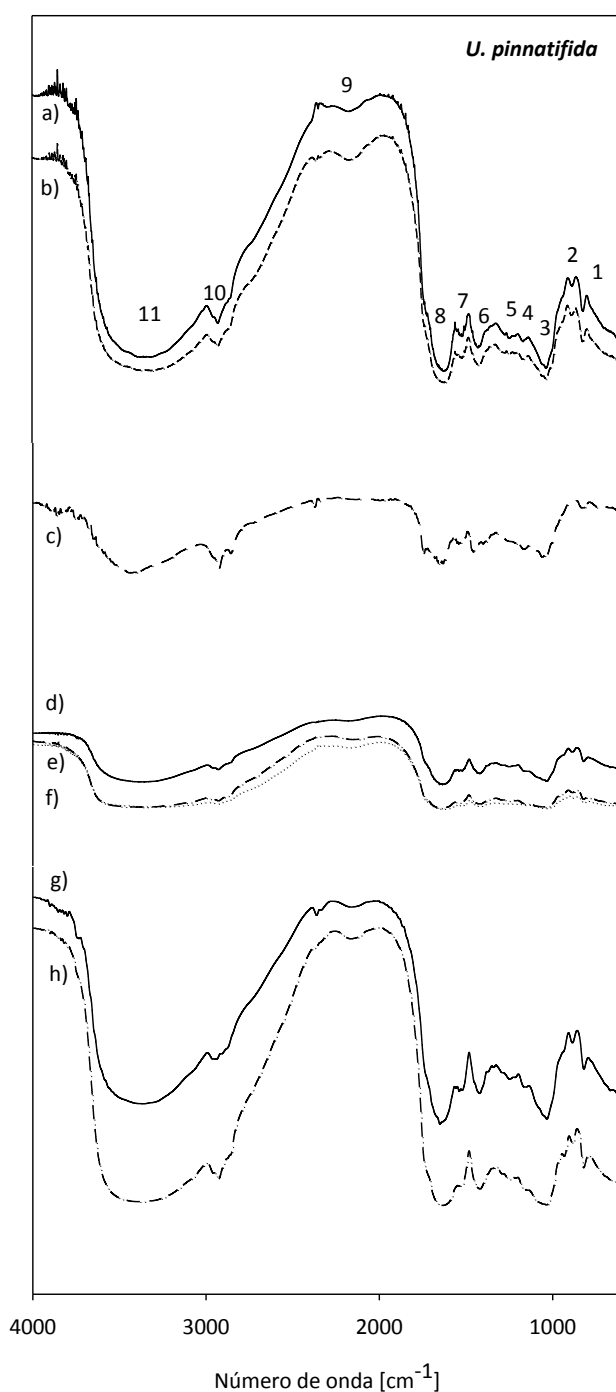 U. pinnatifida
9
a)
b)
2
1
10
11
7
5
8
6
4
3
c)
d)
e)
f)
g)
h)
4000 3000 2000 1000
Número de onda [cm-1]